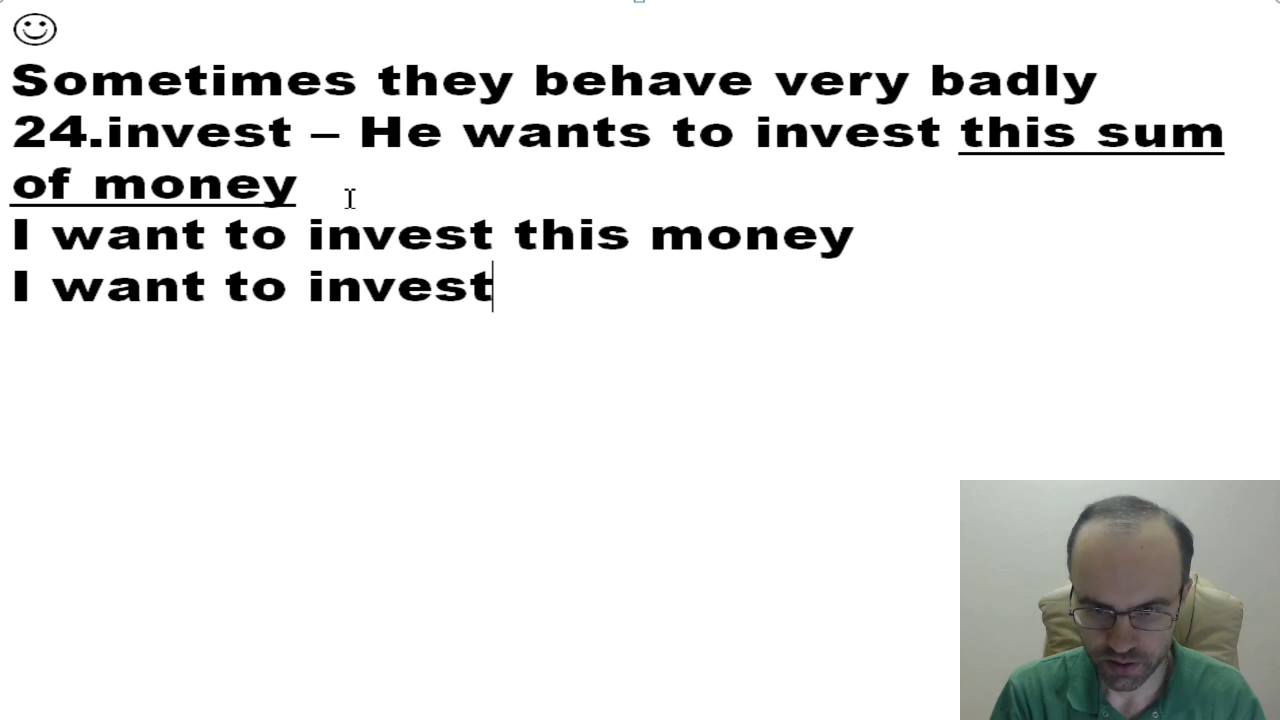 Sometimes they behave very badly
24.invest – He wants to invest this sum
of money
I want to invest this money
I want to invest